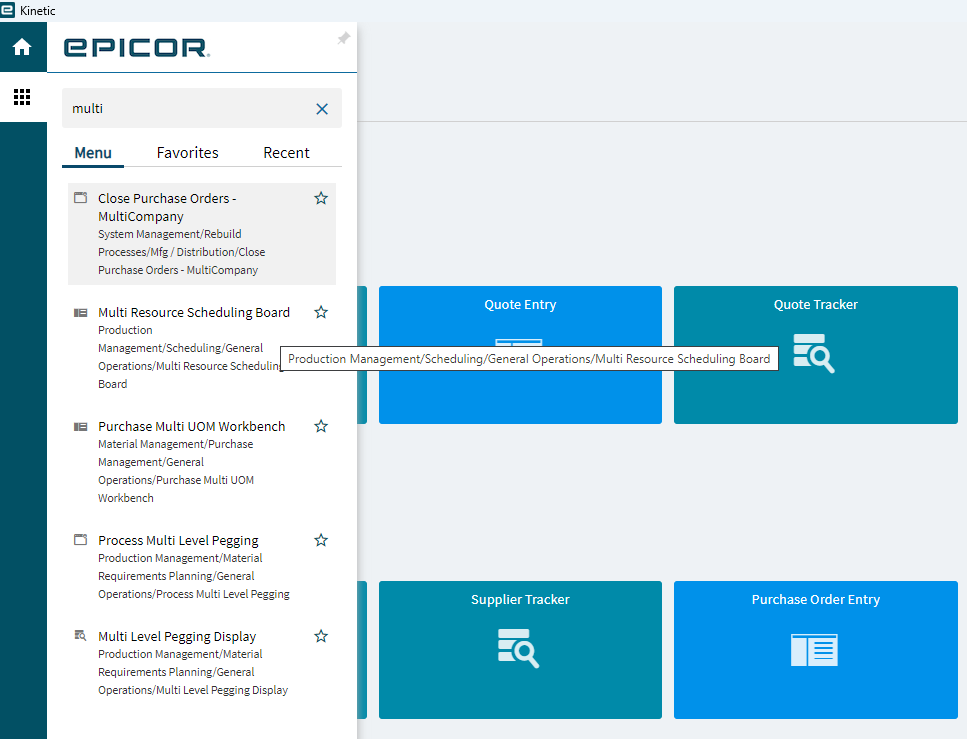 Kinetic
EPICOR
multi
Menu Favorites Recent
Close Purchase Orders -
MultiCompany
System Management/Rebuild
Processes/Mfg / Distribution/Close
Purchase Orders - MultiCompany
Multi Resource Scheduling Board
Production
Management/Scheduling/General
Operations/Multi Resource Scheduling
Board
Production Management/Scheduling/General Operations/Multi Resource Scheduling Board
Purchase Multi UOM Workbench
Material Management/Purchase
Management/General
Operations/Purchase Multi UOM
Workbench
Process Multi Level Pegging
Production Management/Material
Requirements Planning/General
Operations/Process Multi Level Pegging
Multi Level Pegging Display
Production Management/Material
Requirements Planning/General
Operations/Multi Level Pegging Display
Quote Entry
Quote Tracker
Supplier Tracker
Purchase Order Entry